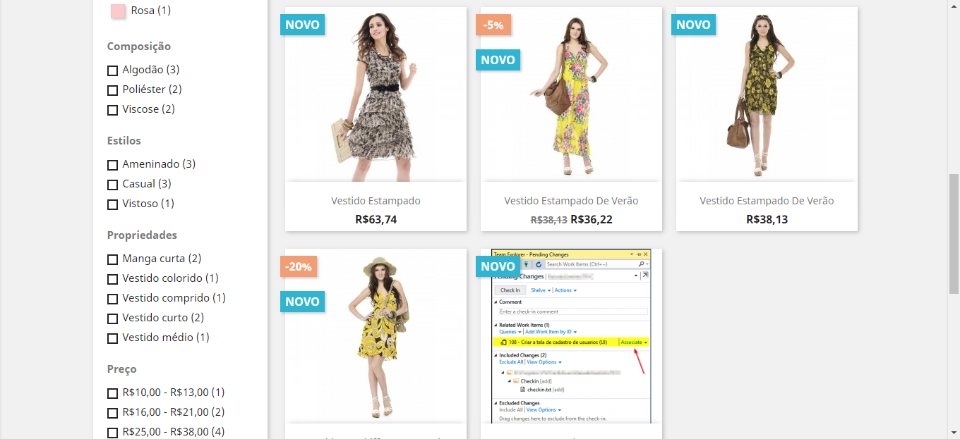 Rosa (1)
Composição
Algodão (3)
Poliéster (2)
Viscose (2)
Estilos
Ameninado (3)
Casual (3)
Vistoso (1)
Propriedades
Manga curta (2)
Vestido colorido (1)
Vestido comprido (1)
Vestido curto (2)
Vestido médio (1)
Preço
R$10,00 - R$13,00 (1)
R$16,00 - R$21,00 (2)
R$25,00 - R$38,00 (4)
NOVO
Vestido Estampado
R$63,74
-5%
NOVO
Vestido Estampado De Verão
R$38,13 R$36,22
NOVO
Vestido Estampado De Verão
R$38,13
-20%
NOVO
NOVO
Team Explorer - Pending Changes
Search Work Items (Ctrl+')
Pending Changes
Check In Shelve Actions
Comment
Enter a check-in comment
Related Work Items (1)
Queries Add Work Item by ID
108 - Criar a tela de cadastro de usuarios (UI) Associate
Included Changes (2)
Exclude All View Options
Checkin [add]
checkin.txt [add]
Excluded Changes
Include All View Options
Drag changes here to exclude from the check-in.